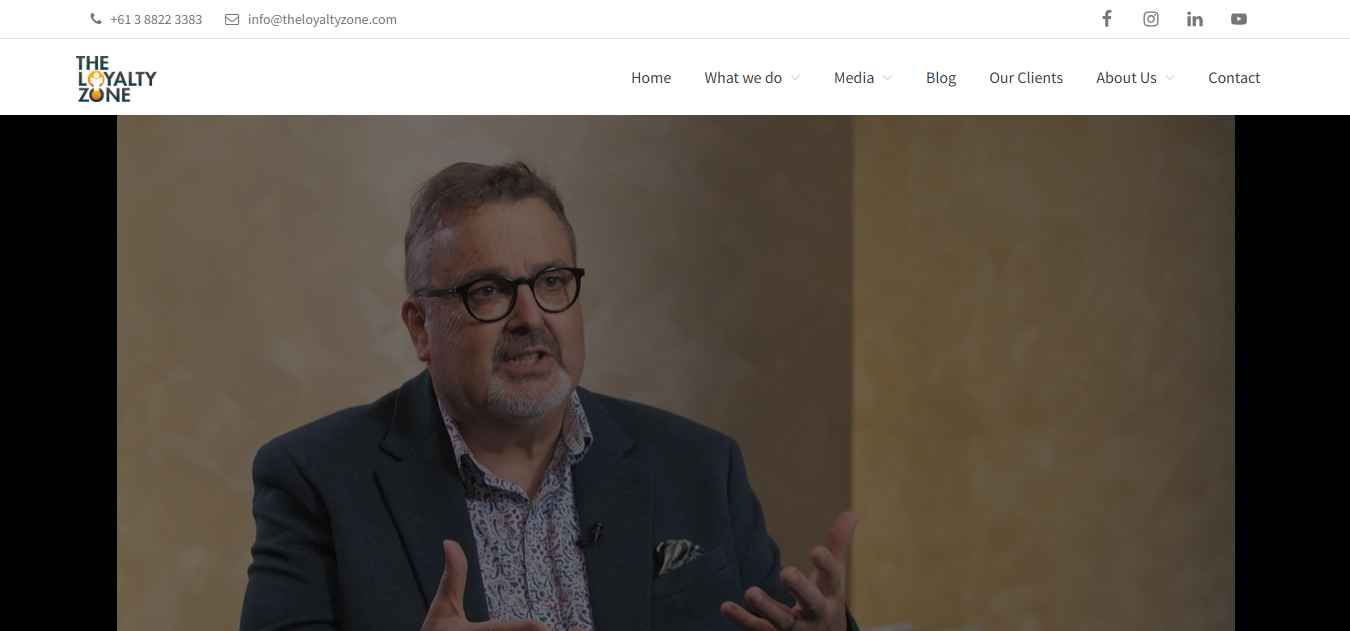 +61 3 8822 3383 info@theloyaltyzone.com
THE
LOYALTY
ZONE
Home What we do Media Blog Our Clients About Us Contact